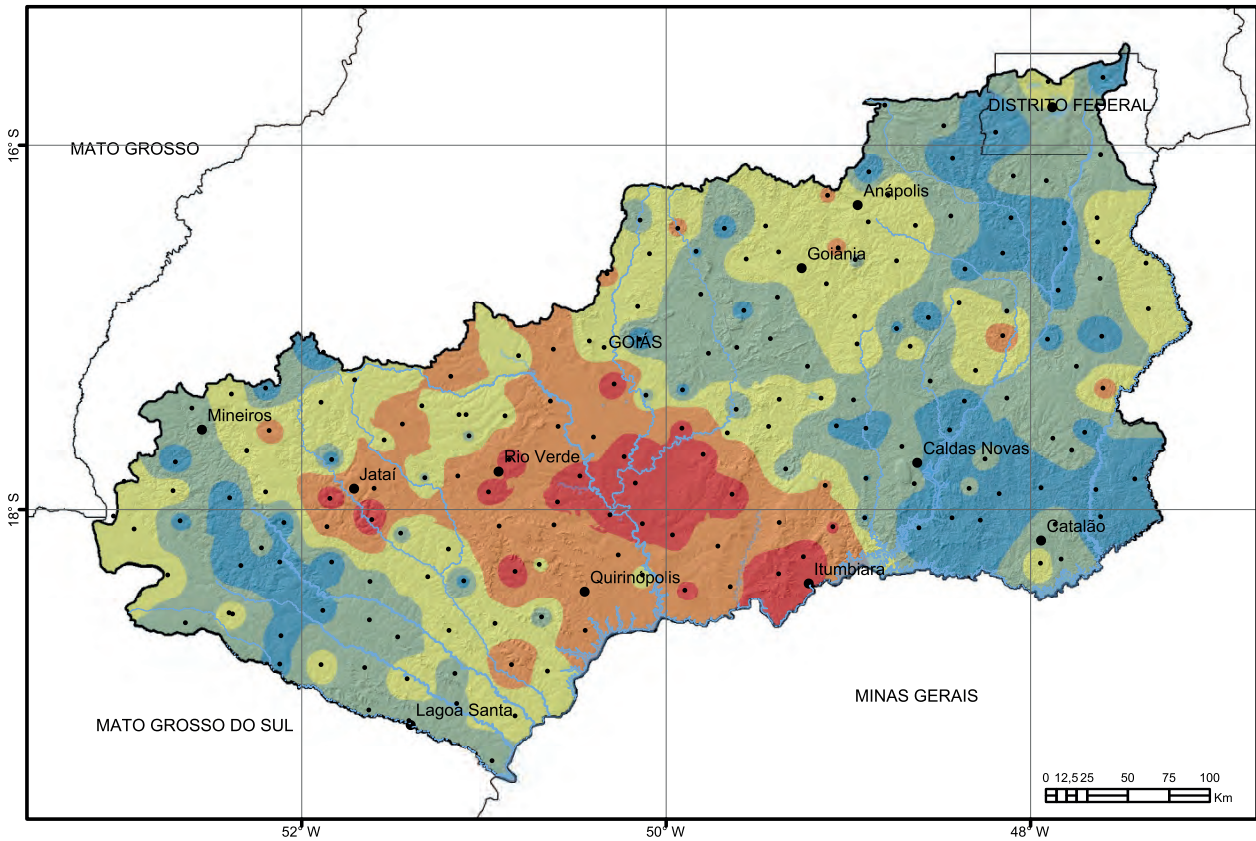 DISTRITO FEDERAL
MATO GROSSO
16° S
Anápolis
Goiânia
GOIÁS
Mineiros
Caldas Novas
Rio Verde
Jataí
18° S
Catalão
Itumbiara
Quirinópolis
MINAS GERAIS
Lagoa Santa
MATO GROSSO DO SUL
0 12,5 25 50 75 100
Km
52° W
50° W
48° W